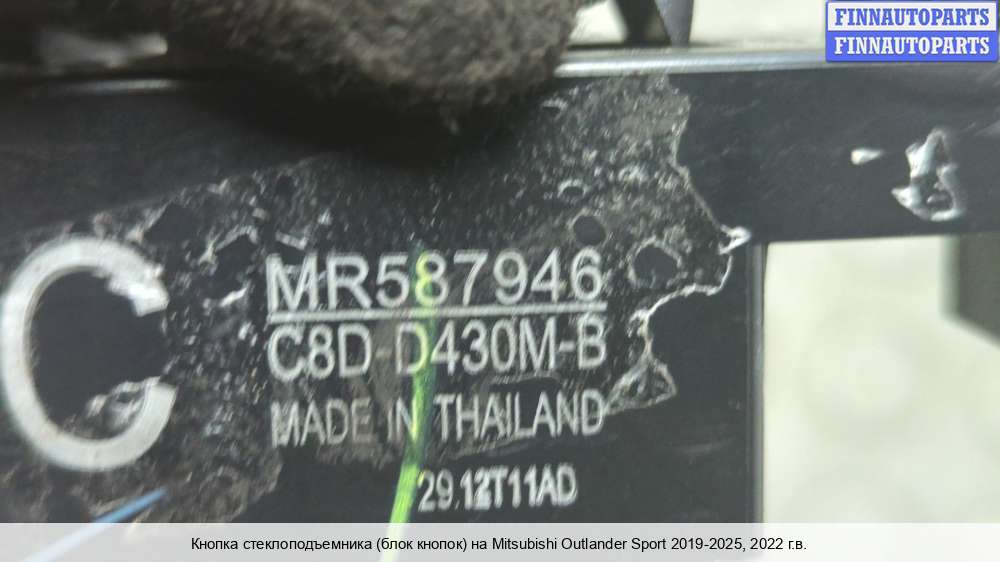 FINNAUTOPARTS
FINNAUTOPARTS
C
MR587946
C8D-D430M-B
MADE IN THAILAND
29.12T11AD
Кнопка стеклоподъемника (блок кнопок) на Mitsubishi Outlander Sport 2019-2025, 2022 г.в.